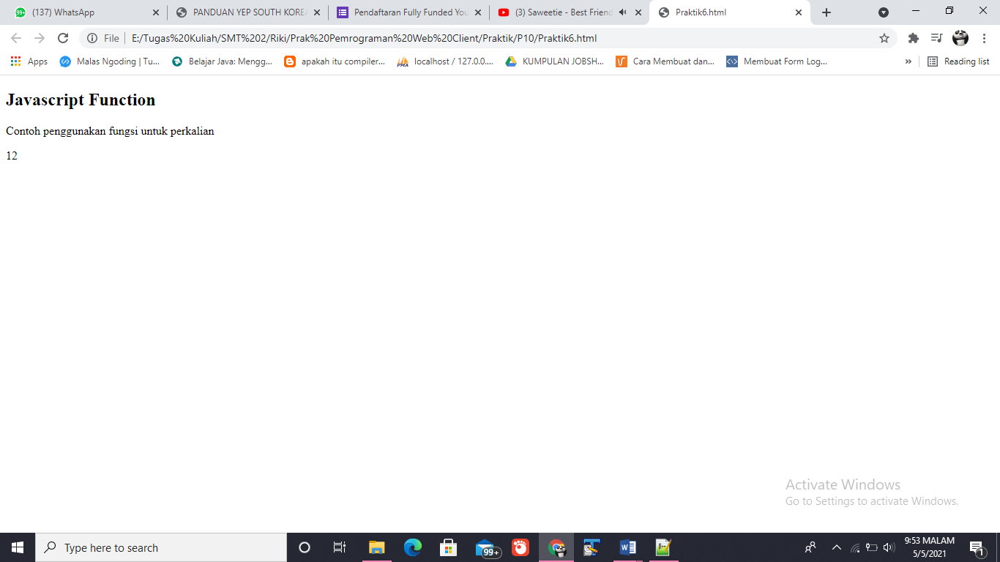 (137) WhatsApp
PANDUAN YEP SOUTH KORE
Pendaftaran Fully Funded You
(3) Saweetie - Best Friend
Praktik6.html
File
E:/Tugas%20Kuliah/SMT%202/Riki/Prak%20Pemrograman%20Web%20Client/Praktik/P10/Praktik6.html
Apps
Malas Ngoding | Tu...
Belajar Java: Mengg...
apakah itu compiler...
PMA
localhost / 127.0.0....
KUMPULAN JOBSH...
Cara Membuat dan...
Membuat Form Log...
»
Reading list
Javascript Function
Contoh penggunakan fungsi untuk perkalian
12
Activate Windows
Go to Settings to activate Windows.
Type here to search
99+
9:53 MALAM
5/5/2021
1